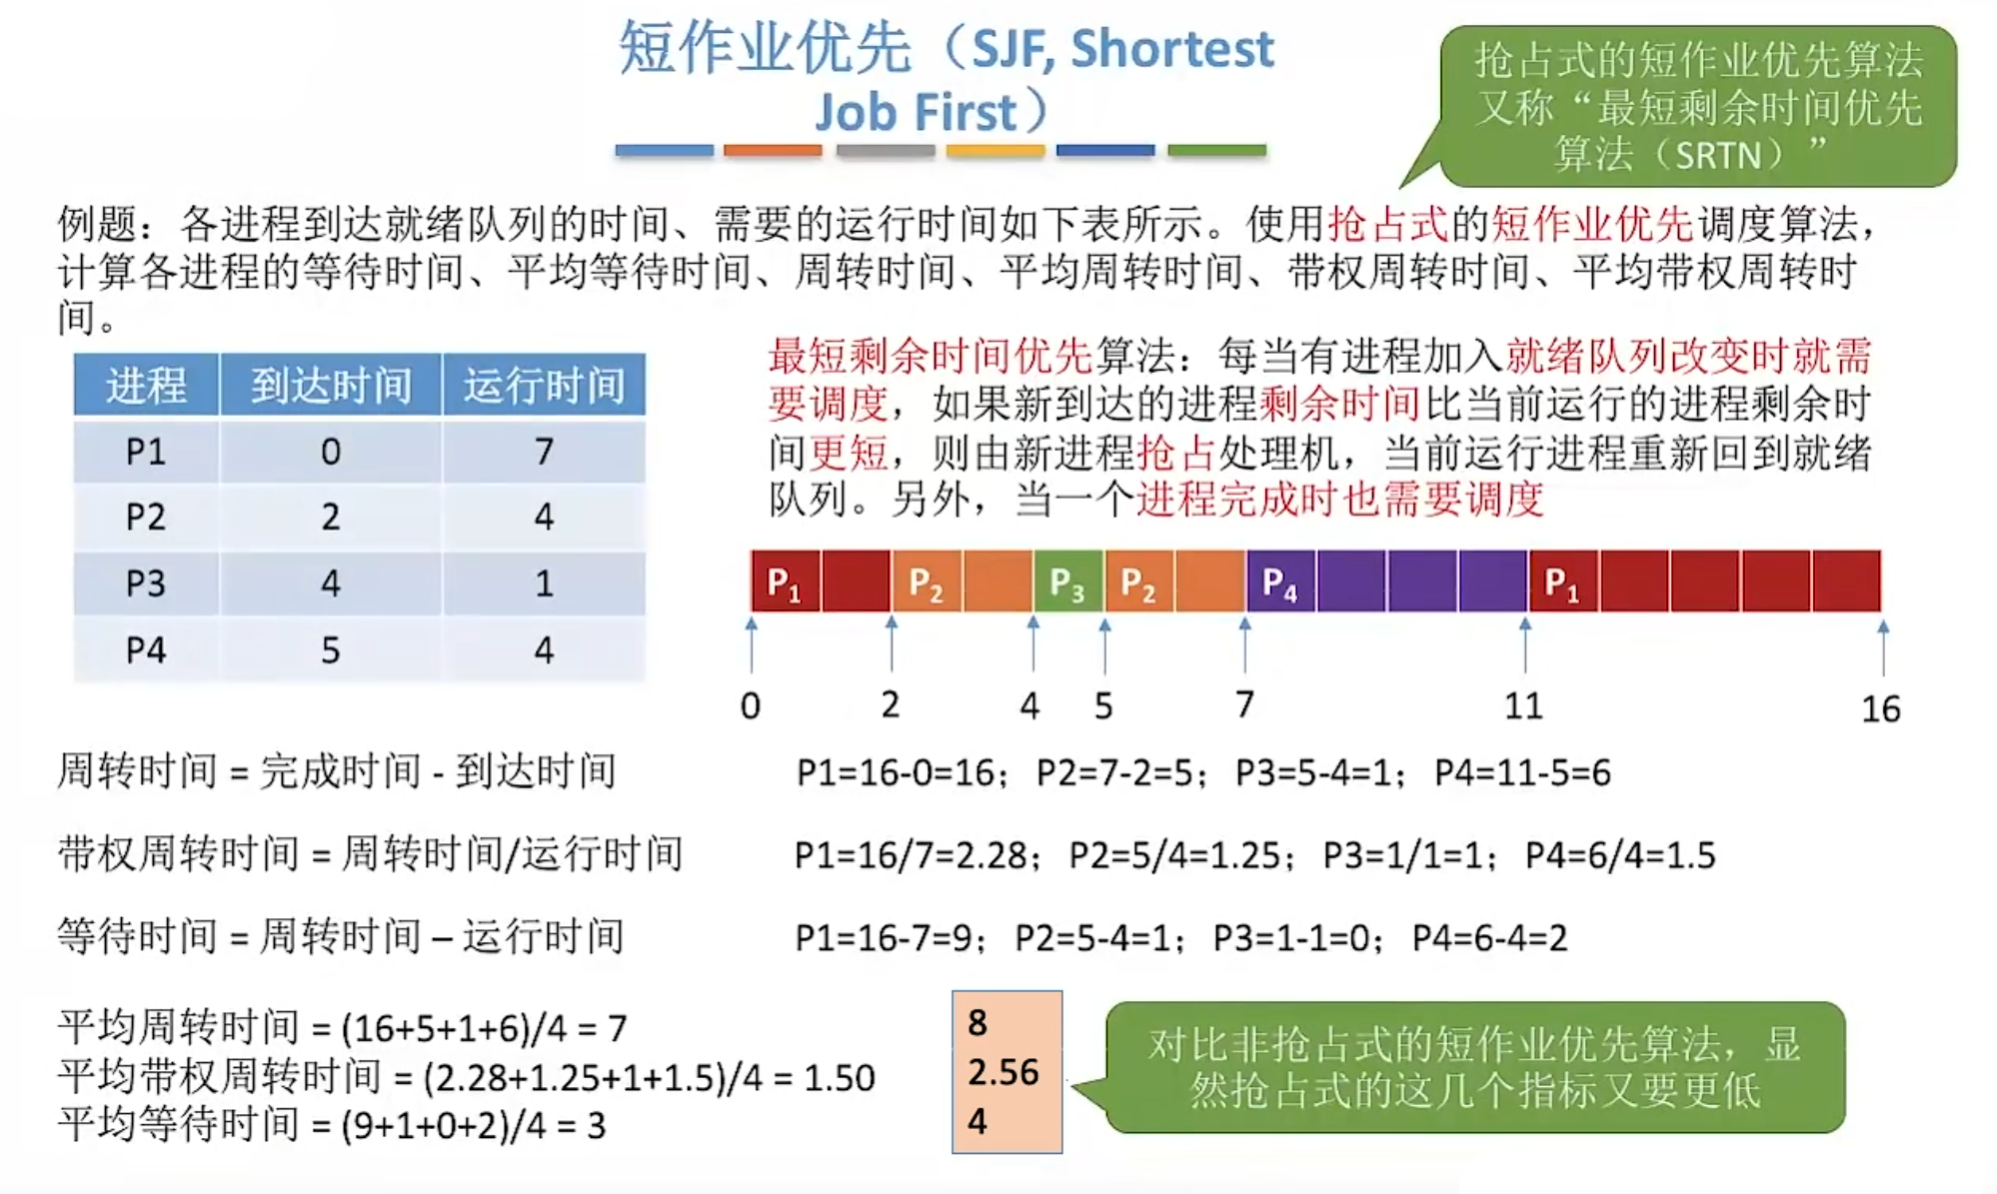 短作业优先（SJF, Shortest
Job First）
抢占式的短作业优先算法
又称“最短剩余时间优先
算法（SRTN）”
例题：各进程到达就绪队列的时间、需要的运行时间如下表所示。使用抢占式的短作业优先调度算法，
计算各进程的等待时间、平均等待时间、周转时间、平均周转时间、带权周转时间、平均带权周转时
间。
进程 到达时间 运行时间
P1 0 7
P2 2 4
P3 4 1
P4 5 4
最短剩余时间优先算法：每当有进程加入就绪队列改变时就需
要调度，如果新到达的进程剩余时间比当前运行的进程剩余时
间更短，则由新进程抢占处理机，当前运行进程重新回到就绪
队列。另外，当一个进程完成时也需要调度
P1 P2 P3 P2 P4 P1
0 2 4 5 7 11 16
周转时间 = 完成时间 - 到达时间
P1=16-0=16；P2=7-2=5；P3=5-4=1；P4=11-5=6
带权周转时间 = 周转时间/运行时间
P1=16/7=2.28；P2=5/4=1.25；P3=1/1=1；P4=6/4=1.5
等待时间 = 周转时间 – 运行时间
P1=16-7=9；P2=5-4=1；P3=1-1=0；P4=6-4=2
平均周转时间 = (16+5+1+6)/4 = 7
平均带权周转时间 = (2.28+1.25+1+1.5)/4 = 1.50
平均等待时间 = (9+1+0+2)/4 = 3
8
2.56
4
对比非抢占式的短作业优先算法，显
然抢占式的这几个指标又要更低